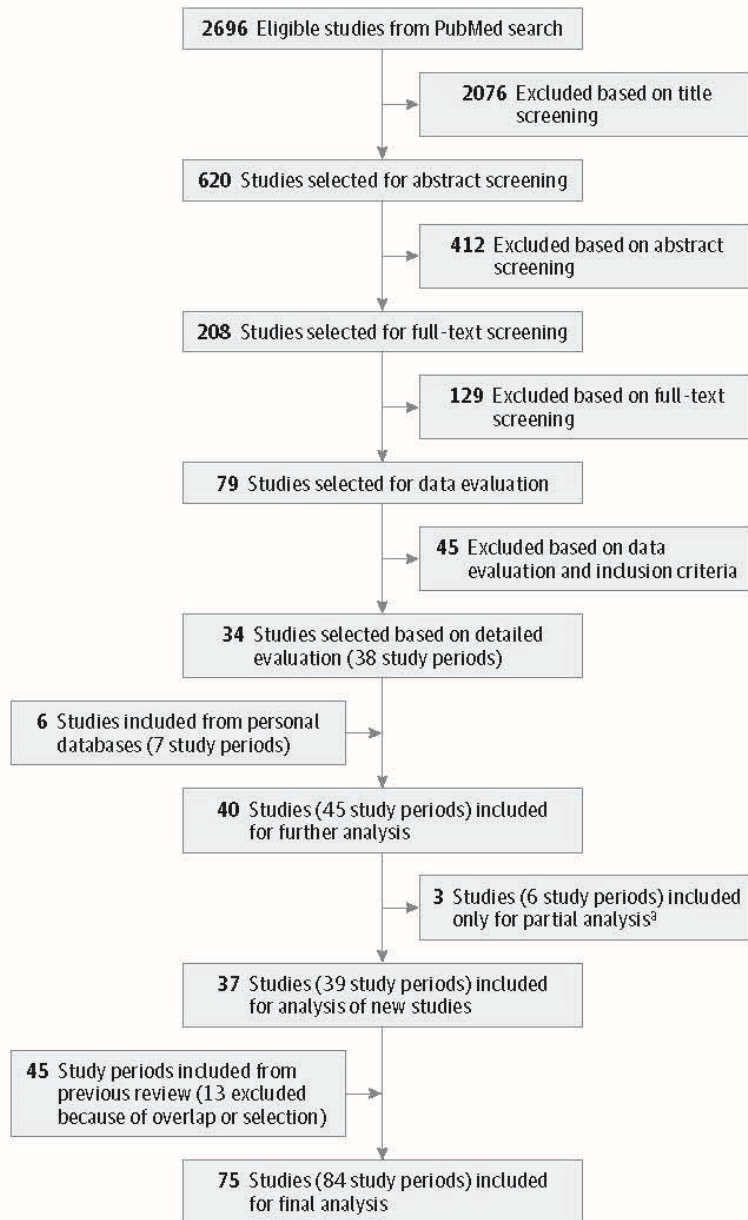 2696 Eligible studies from PubMed search
2076 Excluded based on title
screening
620 Studies selected for abstract screening
412 Excluded based on abstract
screening
208 Studies selected for full-text screening
129 Excluded based on full-text
screening
79 Studies selected for data evaluation
45 Excluded based on data
evaluation and inclusion criteria
34 Studies selected based on detailed
evaluation (38 study periods)
6 Studies included from personal
databases (7 study periods)
40 Studies (45 study periods) included
for further analysis
3 Studies (6 study periods) included
only for partial analysisª
37 Studies (39 study periods) included
for analysis of new studies
45 Study periods included from
previous review (13 excluded
because of overlap or selection)
75 Studies (84 study periods) included
for final analysis